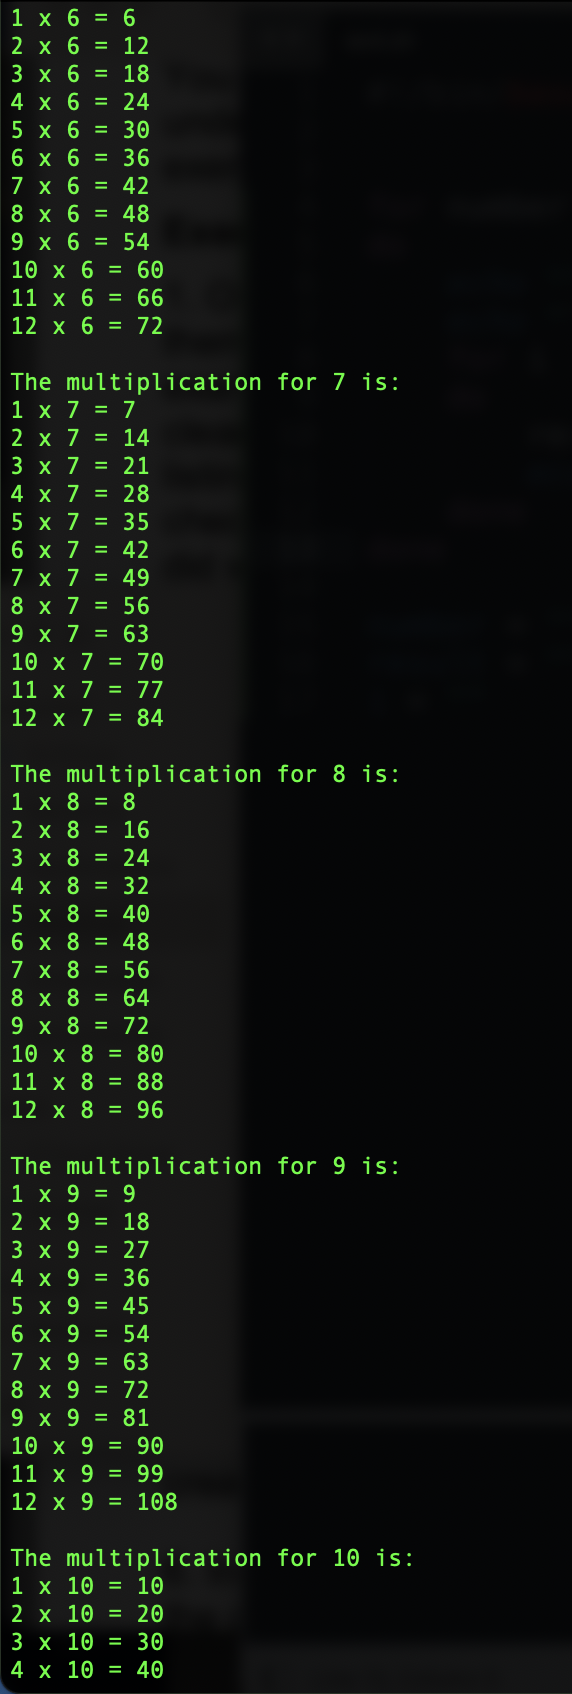 1 x 6 = 6
2 x 6 = 12
3 x 6 = 18
4 x 6 = 24
5 x 6 = 30
6 x 6 = 36
7 x 6 = 42
8 x 6 = 48
9 x 6 = 54
10 x 6 = 60
11 x 6 = 66
12 x 6 = 72

The multiplication for 7 is:
1 x 7 = 7
2 x 7 = 14
3 x 7 = 21
4 x 7 = 28
5 x 7 = 35
6 x 7 = 42
7 x 7 = 49
8 x 7 = 56
9 x 7 = 63
10 x 7 = 70
11 x 7 = 77
12 x 7 = 84

The multiplication for 8 is:
1 x 8 = 8
2 x 8 = 16
3 x 8 = 24
4 x 8 = 32
5 x 8 = 40
6 x 8 = 48
7 x 8 = 56
8 x 8 = 64
9 x 8 = 72
10 x 8 = 80
11 x 8 = 88
12 x 8 = 96

The multiplication for 9 is:
1 x 9 = 9
2 x 9 = 18
3 x 9 = 27
4 x 9 = 36
5 x 9 = 45
6 x 9 = 54
7 x 9 = 63
8 x 9 = 72
9 x 9 = 81
10 x 9 = 90
11 x 9 = 99
12 x 9 = 108

The multiplication for 10 is:
1 x 10 = 10
2 x 10 = 20
3 x 10 = 30
4 x 10 = 40